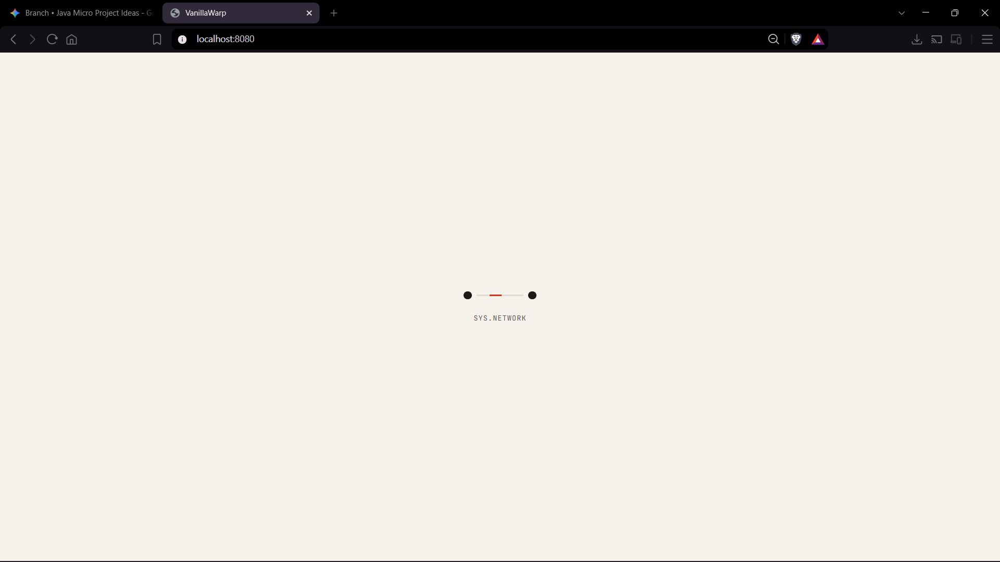 Branch • Java Micro Project Ideas - G
VanillaWarp
localhost:8080
SYS.NETWORK